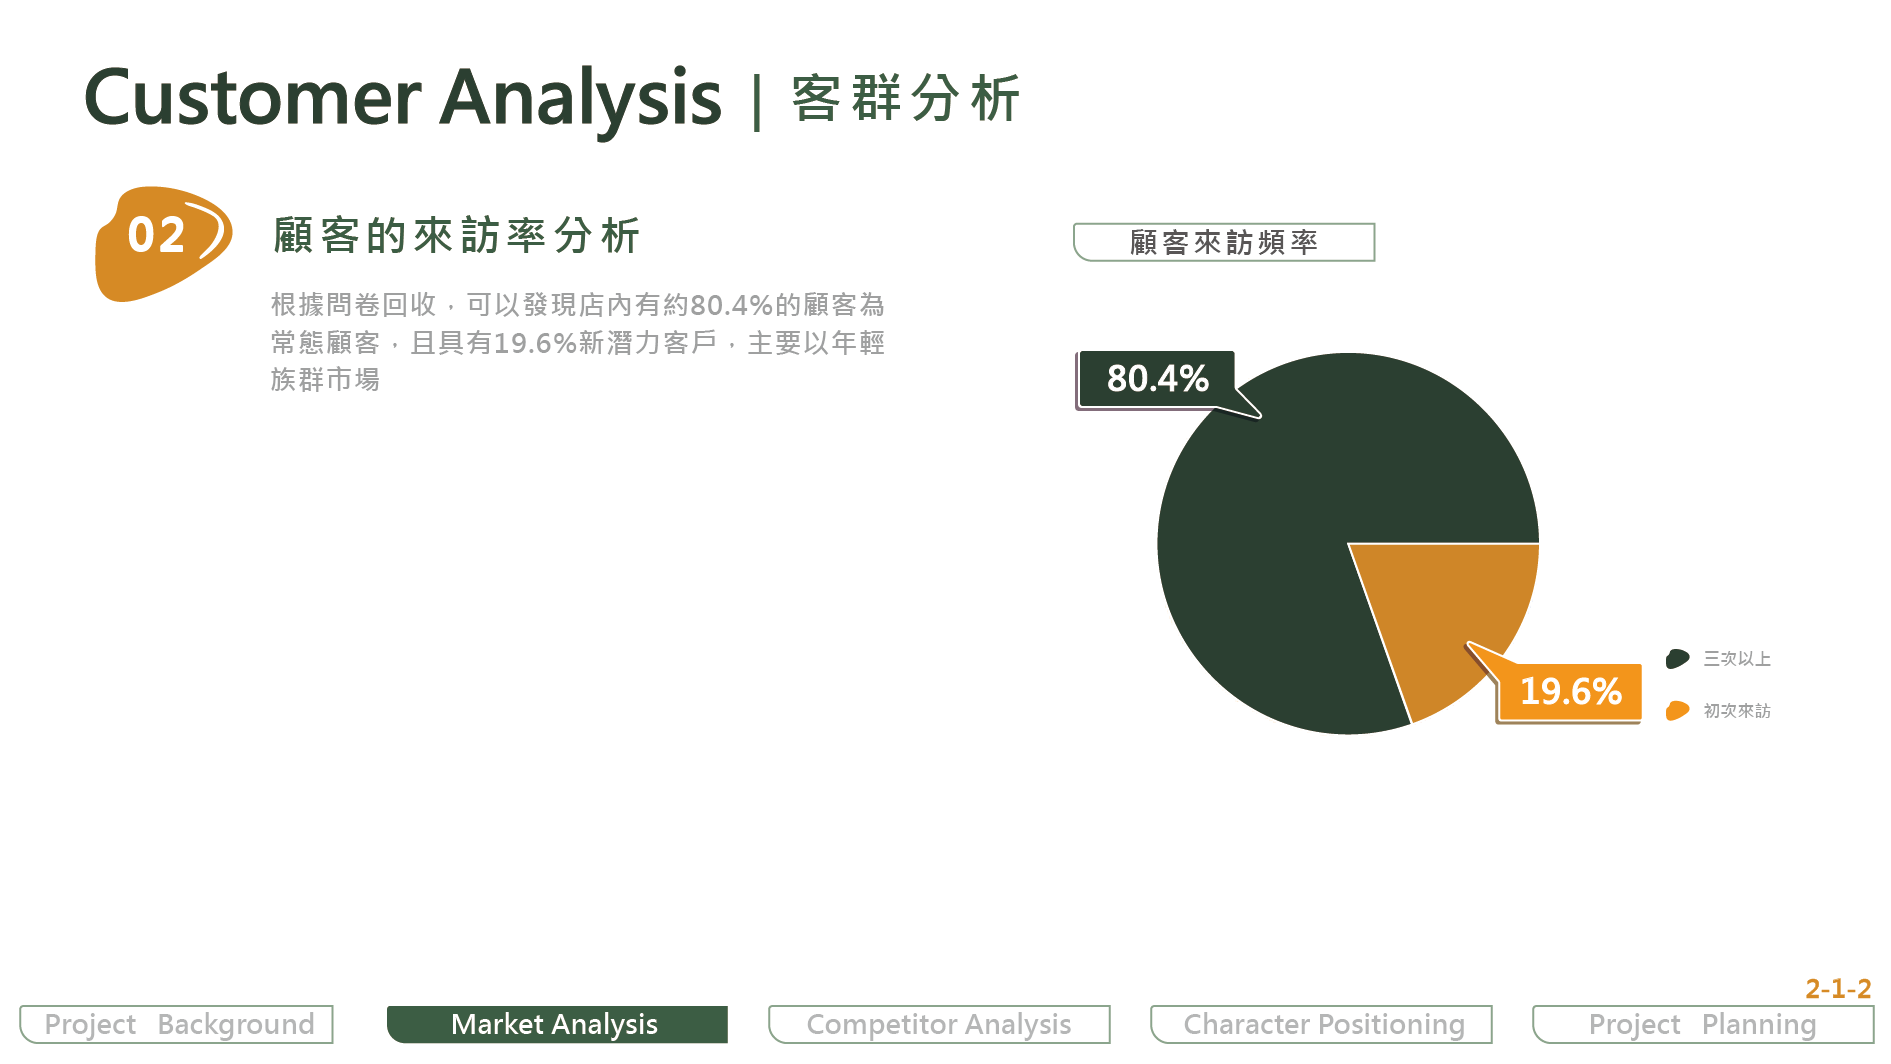 Customer Analysis | 客群分析
02
顧客的來訪率分析
根據問卷回收，可以發現店內有約80.4%的顧客為
常態顧客，且具有19.6%新潛力客戶，主要以年輕
族群市場
顧客來訪頻率
80.4%
19.6%
三次以上
初次來訪
2-1-2
Project Background
Market Analysis
Competitor Analysis
Character Positioning
Project Planning